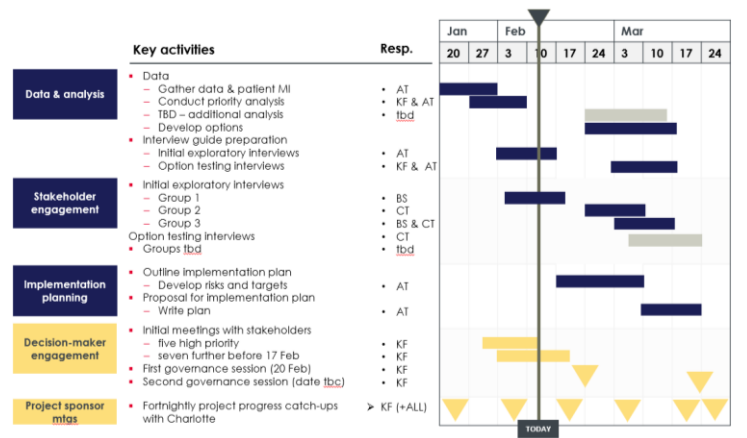 Jan Feb Mar
Key activities Resp. 20 27 3 10 17 24 3 10 17 24
Data & analysis
▪ Data
– Gather data & patient MI • AT
– Conduct priority analysis • KF & AT
– TBD – additional analysis • tbd
– Develop options
▪ Interview guide preparation
– Initial exploratory interviews • AT
– Option testing interviews • KF & AT
Stakeholder engagement
▪ Initial exploratory interviews
– Group 1 • BS
– Group 2 • CT
– Group 3 • BS & CT
Option testing interviews • CT
▪ Groups tbd • tbd
Implementation planning
▪ Outline implementation plan
– Develop risks and targets • AT
▪ Proposal for implementation plan
– Write plan • AT
Decision-maker engagement
▪ Initial meetings with stakeholders
– five high priority • KF
– seven further before 17 Feb • KF
▪ First governance session (20 Feb) • KF
▪ Second governance session (date tbc) • KF
Project sponsor mtgs
▪ Fortnightly project progress catch-ups ➢ KF (+ALL)
with Charlotte
TODAY